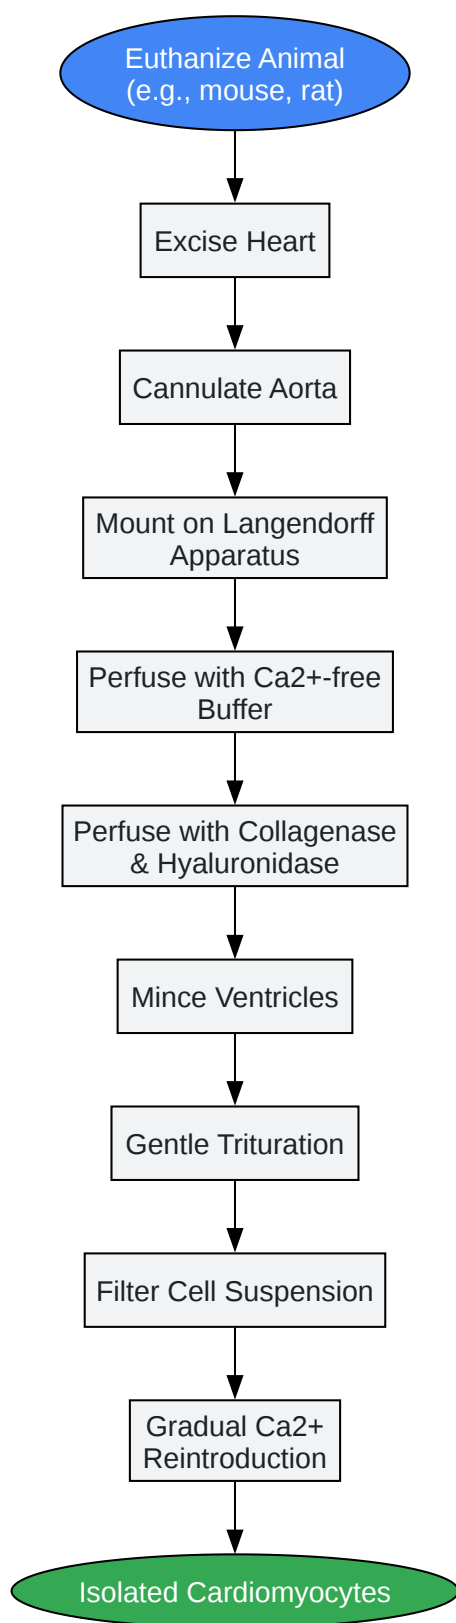 Euthanize Animal
(e.g., mouse, rat)
Excise Heart
Cannulate Aorta
Mount on Langendorff
Apparatus
Perfuse with Ca2+-free
Buffer
Perfuse with Collagenase
& Hyaluronidase
Mince Ventricles
Gentle Trituration
Filter Cell Suspension
Gradual Ca2+
Reintroduction
Isolated Cardiomyocytes